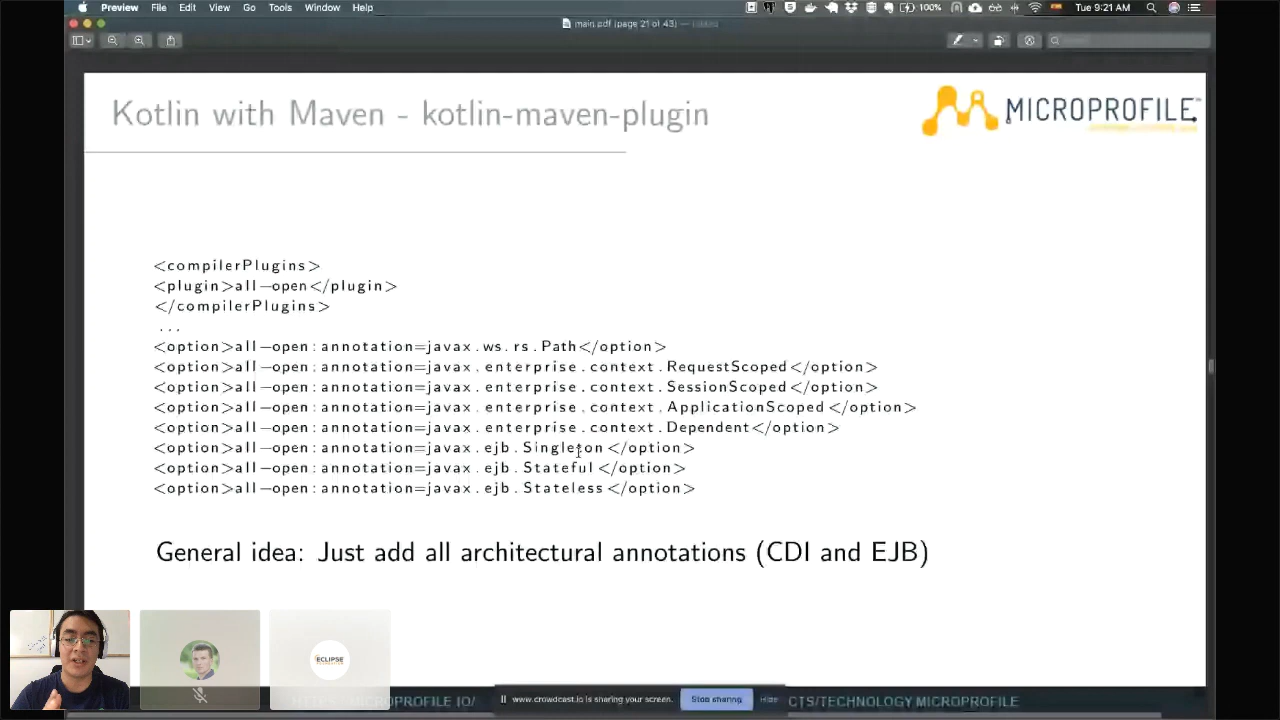 Preview File Edit View Go Tools Window Help 100% Tue 9:21 AM
main.pdf (page 21 of 43)
Kotlin with Maven - kotlin-maven-plugin
MICROPROFILE
<compilerPlugins>
<plugin>all-open</plugin>
</compilerPlugins>
...
<option>all-open:annotation=javax.ws.rs.Path</option>
<option>all-open:annotation=javax.enterprise.context.RequestScoped</option>
<option>all-open:annotation=javax.enterprise.context.SessionScoped</option>
<option>all-open:annotation=javax.enterprise.context.ApplicationScoped</option>
<option>all-open:annotation=javax.enterprise.context.Dependent</option>
<option>all-open:annotation=javax.ejb.Singleton</option>
<option>all-open:annotation=javax.ejb.Stateful</option>
<option>all-open:annotation=javax.ejb.Stateless</option>
General idea: Just add all architectural annotations (CDI and EJB)
ECLIPSE
www.crowdcast.io is sharing your screen. Stop sharing Hide
CTS/TECHNOLOGY.MICROPROFILE